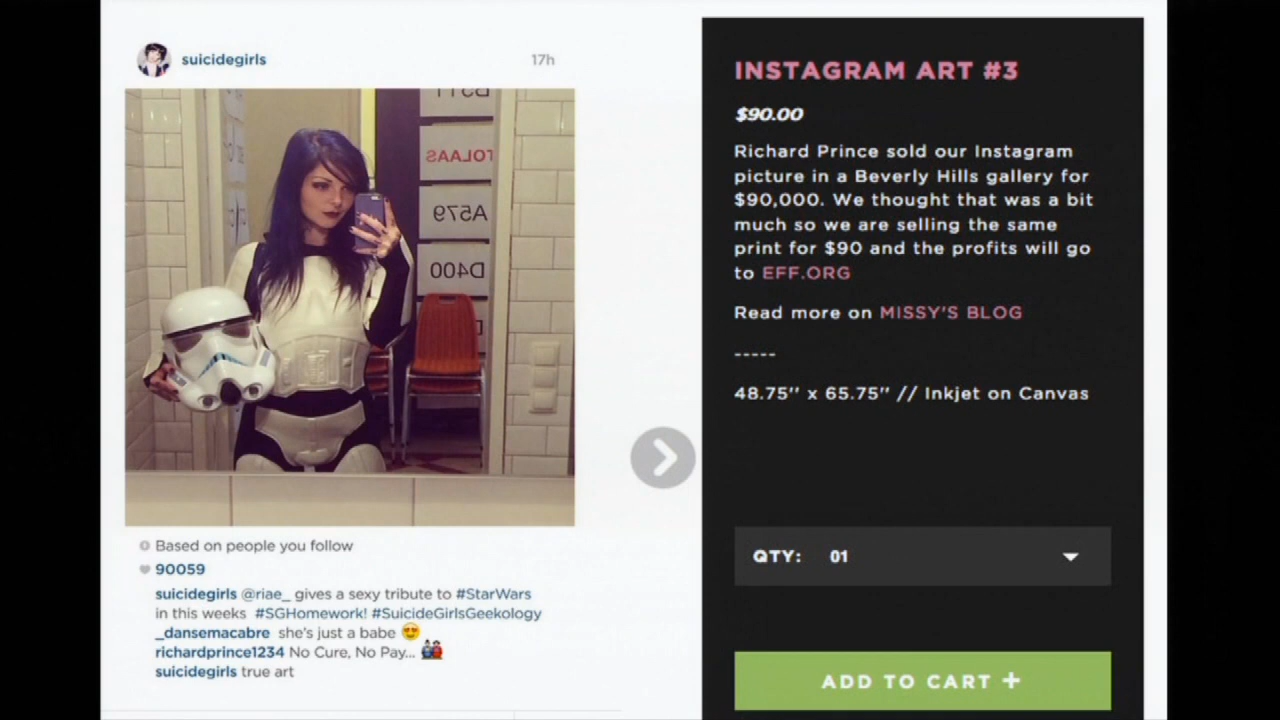 suicidegirls
17h
TOLAAS
A579
D400
Based on people you follow
90059
suicidegirls @riae_ gives a sexy tribute to #StarWars
in this weeks #SGHomework! #SuicideGirlsGeekology
_dansemacabre she's just a babe 😍
richardprince1234 No Cure, No Pay... 👫
suicidegirls true art
INSTAGRAM ART #3
$90.00
Richard Prince sold our Instagram
picture in a Beverly Hills gallery for
$90,000. We thought that was a bit
much so we are selling the same
print for $90 and the profits will go
to EFF.ORG
Read more on MISSY'S BLOG
-----
48.75'' x 65.75'' // Inkjet on Canvas
QTY: 01
ADD TO CART +